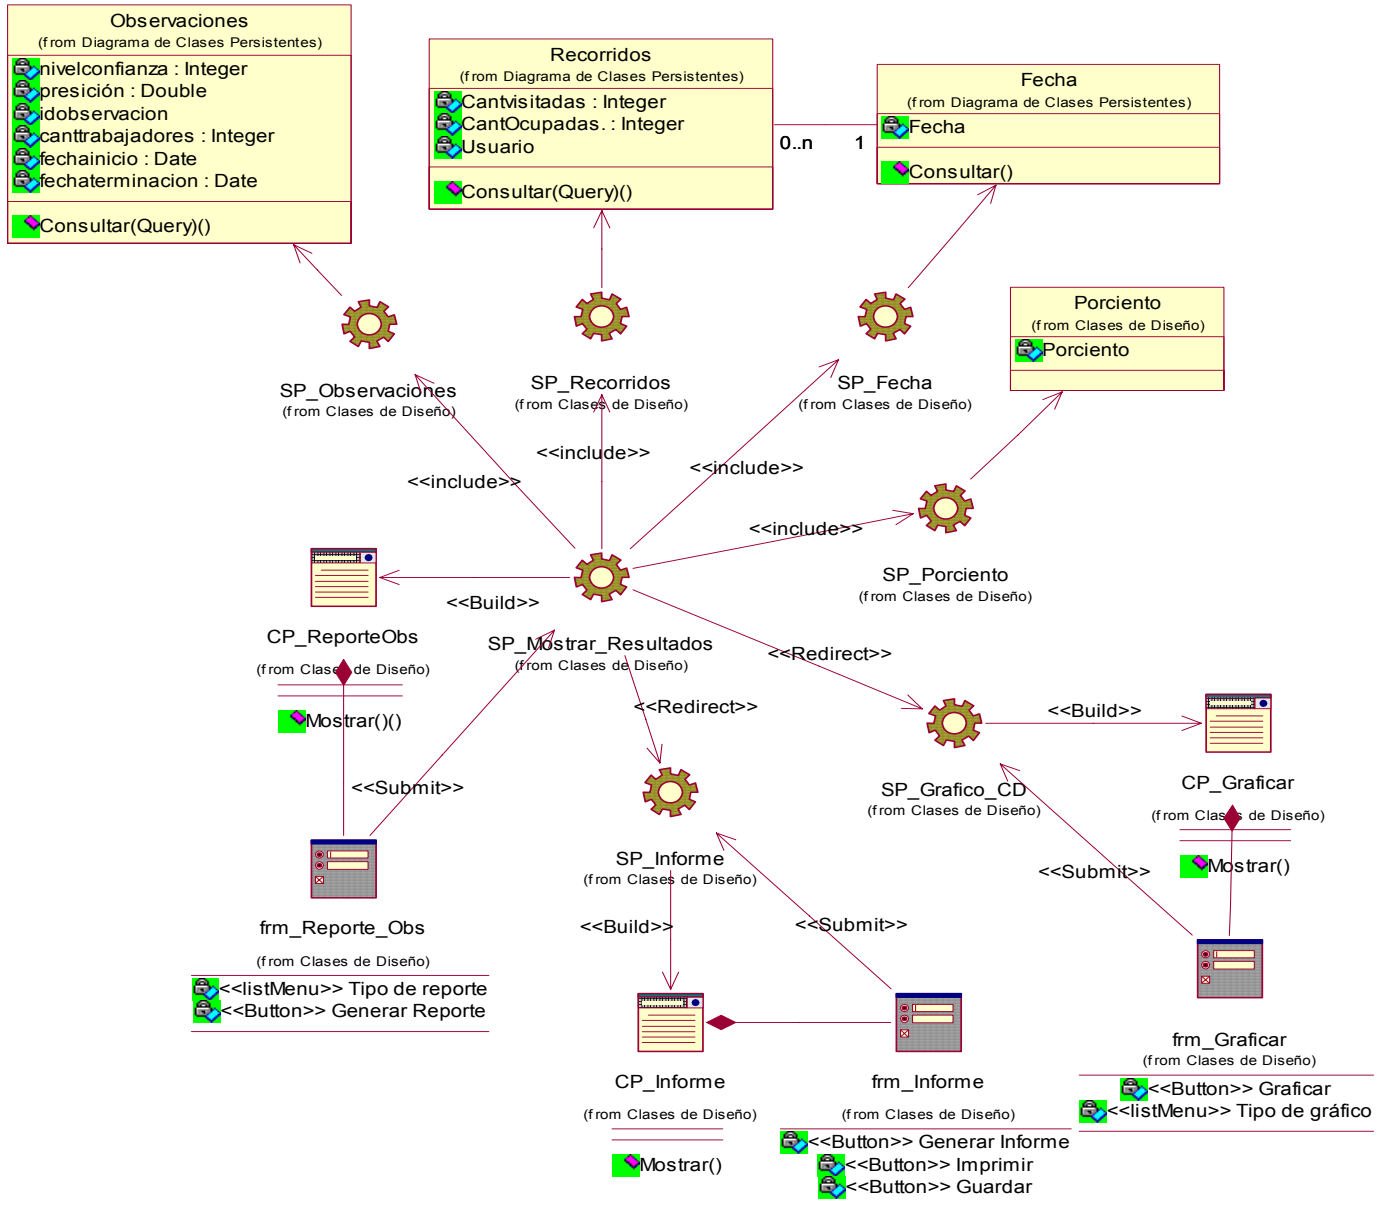 Observaciones
(from Diagrama de Clases Persistentes)
nivelconfianza : Integer
presición : Double
idobservacion
canttrabajadores : Integer
fechainicio : Date
fechaterminacion : Date
Consultar(Query)()
Recorridos
(from Diagrama de Clases Persistentes)
Cantvisitadas : Integer
CantOcupadas. : Integer
Usuario
Consultar(Query)()
0..n
1
Fecha
(from Diagrama de Clases Persistentes)
Fecha
Consultar()
Porciento
(from Clases de Diseño)
Porciento
SP_Observaciones
(from Clases de Diseño)
SP_Recorridos
(from Clases de Diseño)
SP_Fecha
(from Clases de Diseño)
<<include>>
<<include>>
<<include>>
<<include>>
SP_Porciento
(from Clases de Diseño)
<<Build>>
CP_ReporteObs
(from Clases de Diseño)
Mostrar()()
SP_Mostrar_Resultados
(from Clases de Diseño)
<<Redirect>>
<<Redirect>>
<<Submit>>
<<Build>>
SP_Grafico_CD
(from Clases de Diseño)
CP_Graficar
(from Clases de Diseño)
Mostrar()
SP_Informe
(from Clases de Diseño)
<<Submit>>
<<Build>>
<<Submit>>
frm_Reporte_Obs
(from Clases de Diseño)
<<listMenu>> Tipo de reporte
<<Button>> Generar Reporte
CP_Informe
(from Clases de Diseño)
Mostrar()
frm_Informe
(from Clases de Diseño)
<<Button>> Generar Informe
<<Button>> Imprimir
<<Button>> Guardar
frm_Graficar
(from Clases de Diseño)
<<Button>> Graficar
<<listMenu>> Tipo de gráfico